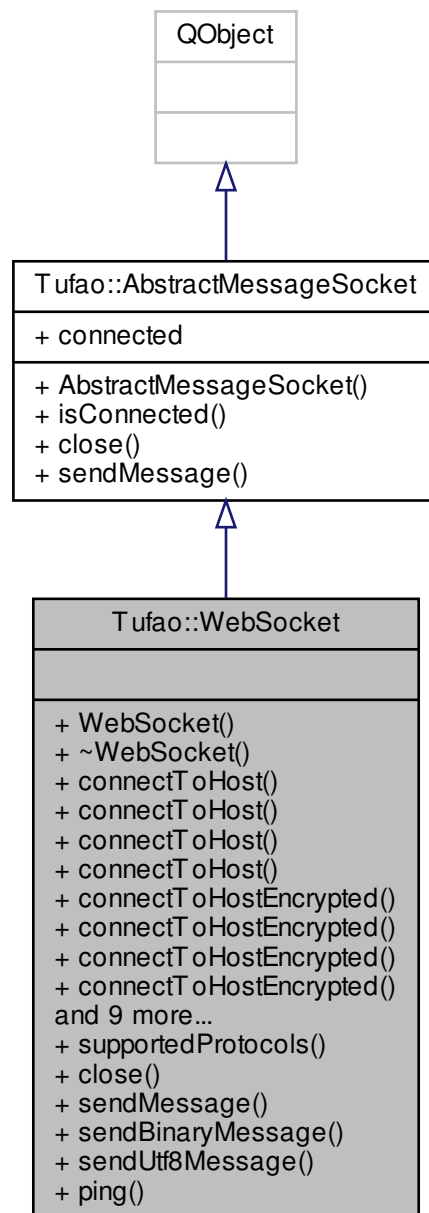 QObject
Tufao::AbstractMessageSocket
+ connected
+ AbstractMessageSocket()
+ isConnected()
+ close()
+ sendMessage()
Tufao::WebSocket
+ WebSocket()
+ ~WebSocket()
+ connectToHost()
+ connectToHost()
+ connectToHost()
+ connectToHost()
+ connectToHostEncrypted()
+ connectToHostEncrypted()
+ connectToHostEncrypted()
+ connectToHostEncrypted()
and 9 more...
+ supportedProtocols()
+ close()
+ sendMessage()
+ sendBinaryMessage()
+ sendUtf8Message()
+ ping()